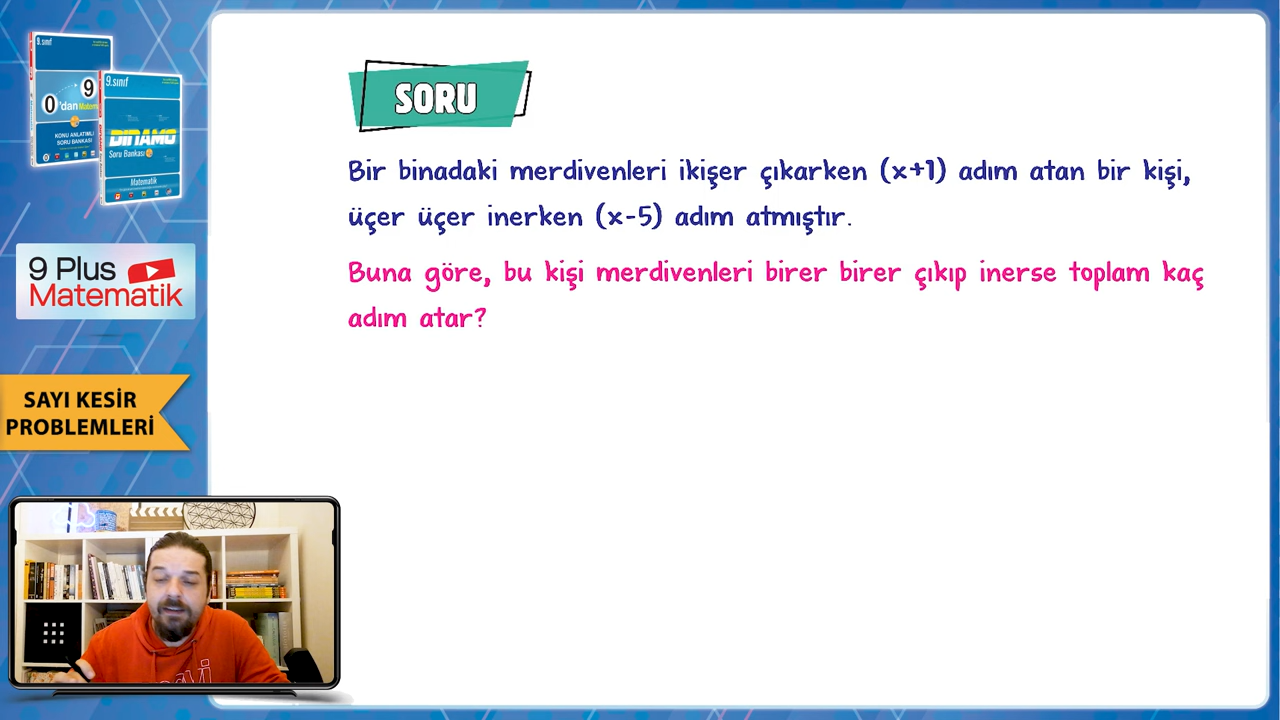 9.sınıf
0'dan 9
Matem
KONU ANLATIMLI
SORU BANKASI
9.sınıf
DİNAMO
Soru Bankası
Matematik
SORU
Bir binadaki merdivenleri ikişer çıkarken (x+1) adım atan bir kişi,
üçer üçer inerken (x-5) adım atmıştır.
Buna göre, bu kişi merdivenleri birer birer çıkıp inerse toplam kaç
adım atar?
9 Plus
Matematik
SAYI KESİR
PROBLEMLERİ